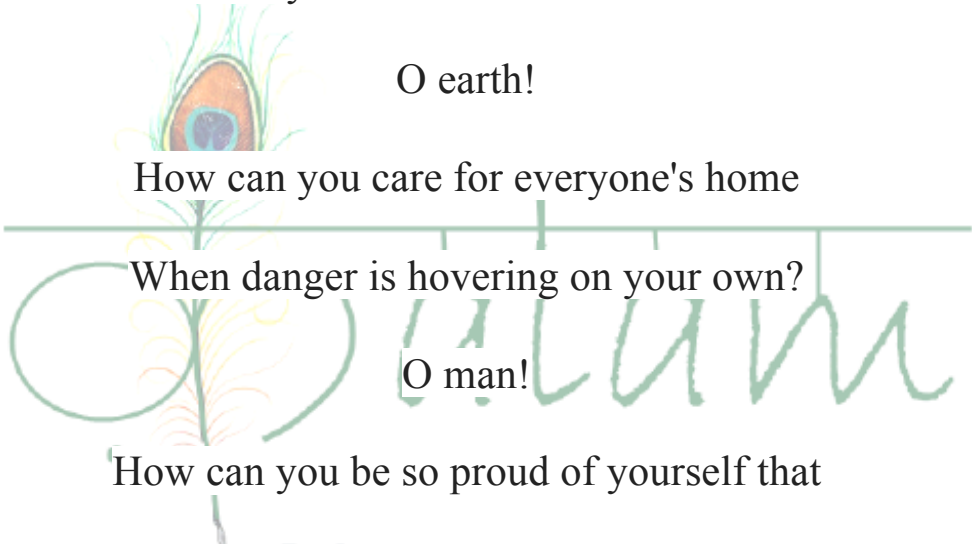 O earth!
How can you care for everyone's home
When danger is hovering on your own?
O man!
How can you be so proud of yourself that